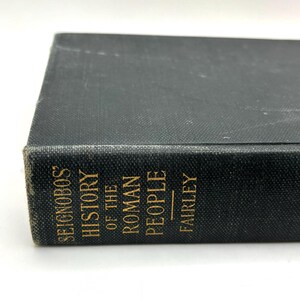 SEIGNOBOS'
HISTORY
OF THE
ROMAN
PEOPLE
FAIRLEY